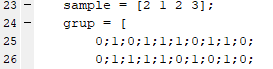 23 - sample = [2 1 2 3];
24 - grup = [
25 0;1;0;1;1;1;0;1;1;0;
26 0;1;1;1;1;0;1;0;1;0;